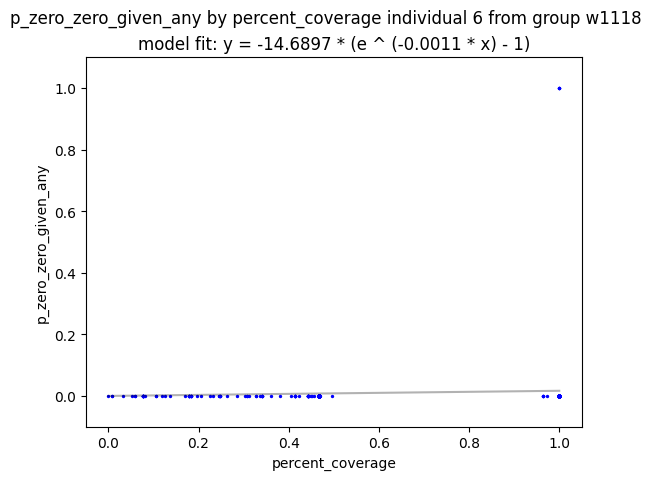 p_zero_zero_given_any by percent_coverage individual 6 from group w1118
model fit: y = -14.6897 * (e ^ (-0.0011 * x) - 1)
1.0
0.8
0.6
0.4
0.2
0.0
p_zero_zero_given_any
0.0 0.2 0.4 0.6 0.8 1.0
percent_coverage